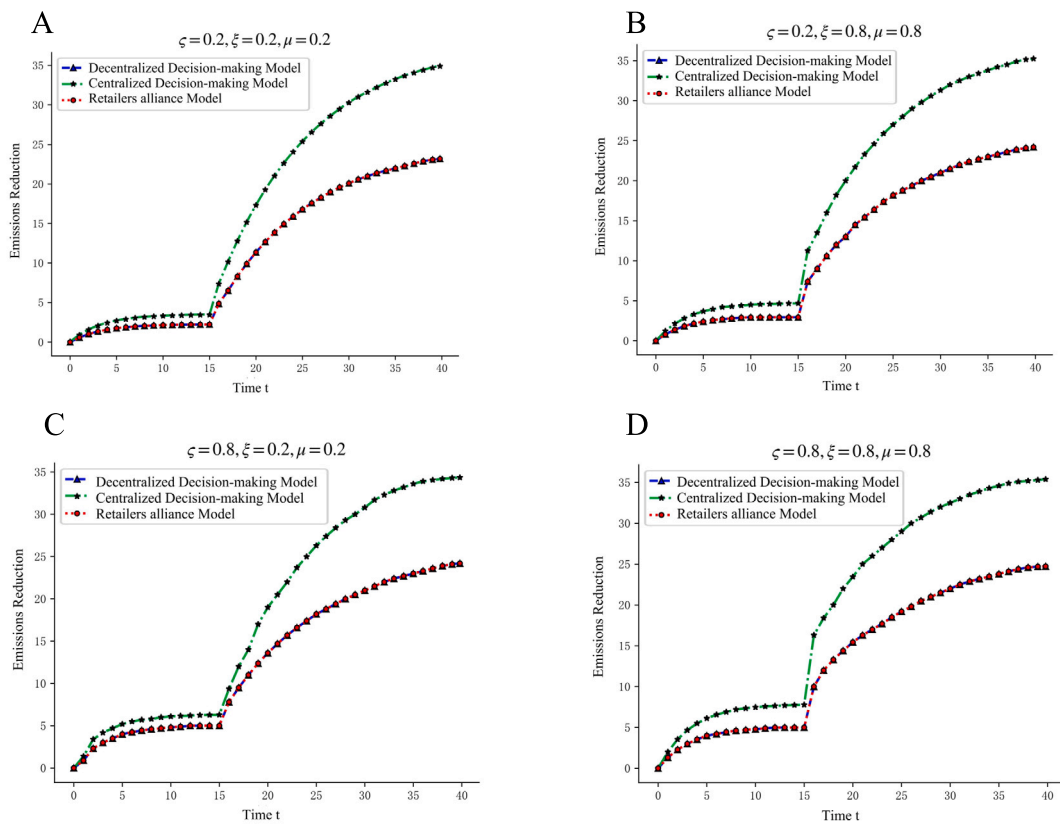 A
ς=0.2, ξ=0.2, μ=0.2
Decentralized Decision-making Model
Centralized Decision-making Model
Retailers alliance Model
Emissions Reduction
35
30
25
20
15
10
5
0
0 5 10 15 20 25 30 35 40
Time t
B
ς=0.2, ξ=0.8, μ=0.8
Decentralized Decision-making Model
Centralized Decision-making Model
Retailers alliance Model
Emissions Reduction
35
30
25
20
15
10
5
0
0 5 10 15 20 25 30 35 40
Time t
C
ς=0.8, ξ=0.2, μ=0.2
Decentralized Decision-making Model
Centralized Decision-making Model
Retailers alliance Model
Emissions Reduction
35
30
25
20
15
10
5
0
0 5 10 15 20 25 30 35 40
Time t
D
ς=0.8, ξ=0.8, μ=0.8
Decentralized Decision-making Model
Centralized Decision-making Model
Retailers alliance Model
Emissions Reduction
35
30
25
20
15
10
5
0
0 5 10 15 20 25 30 35 40
Time t